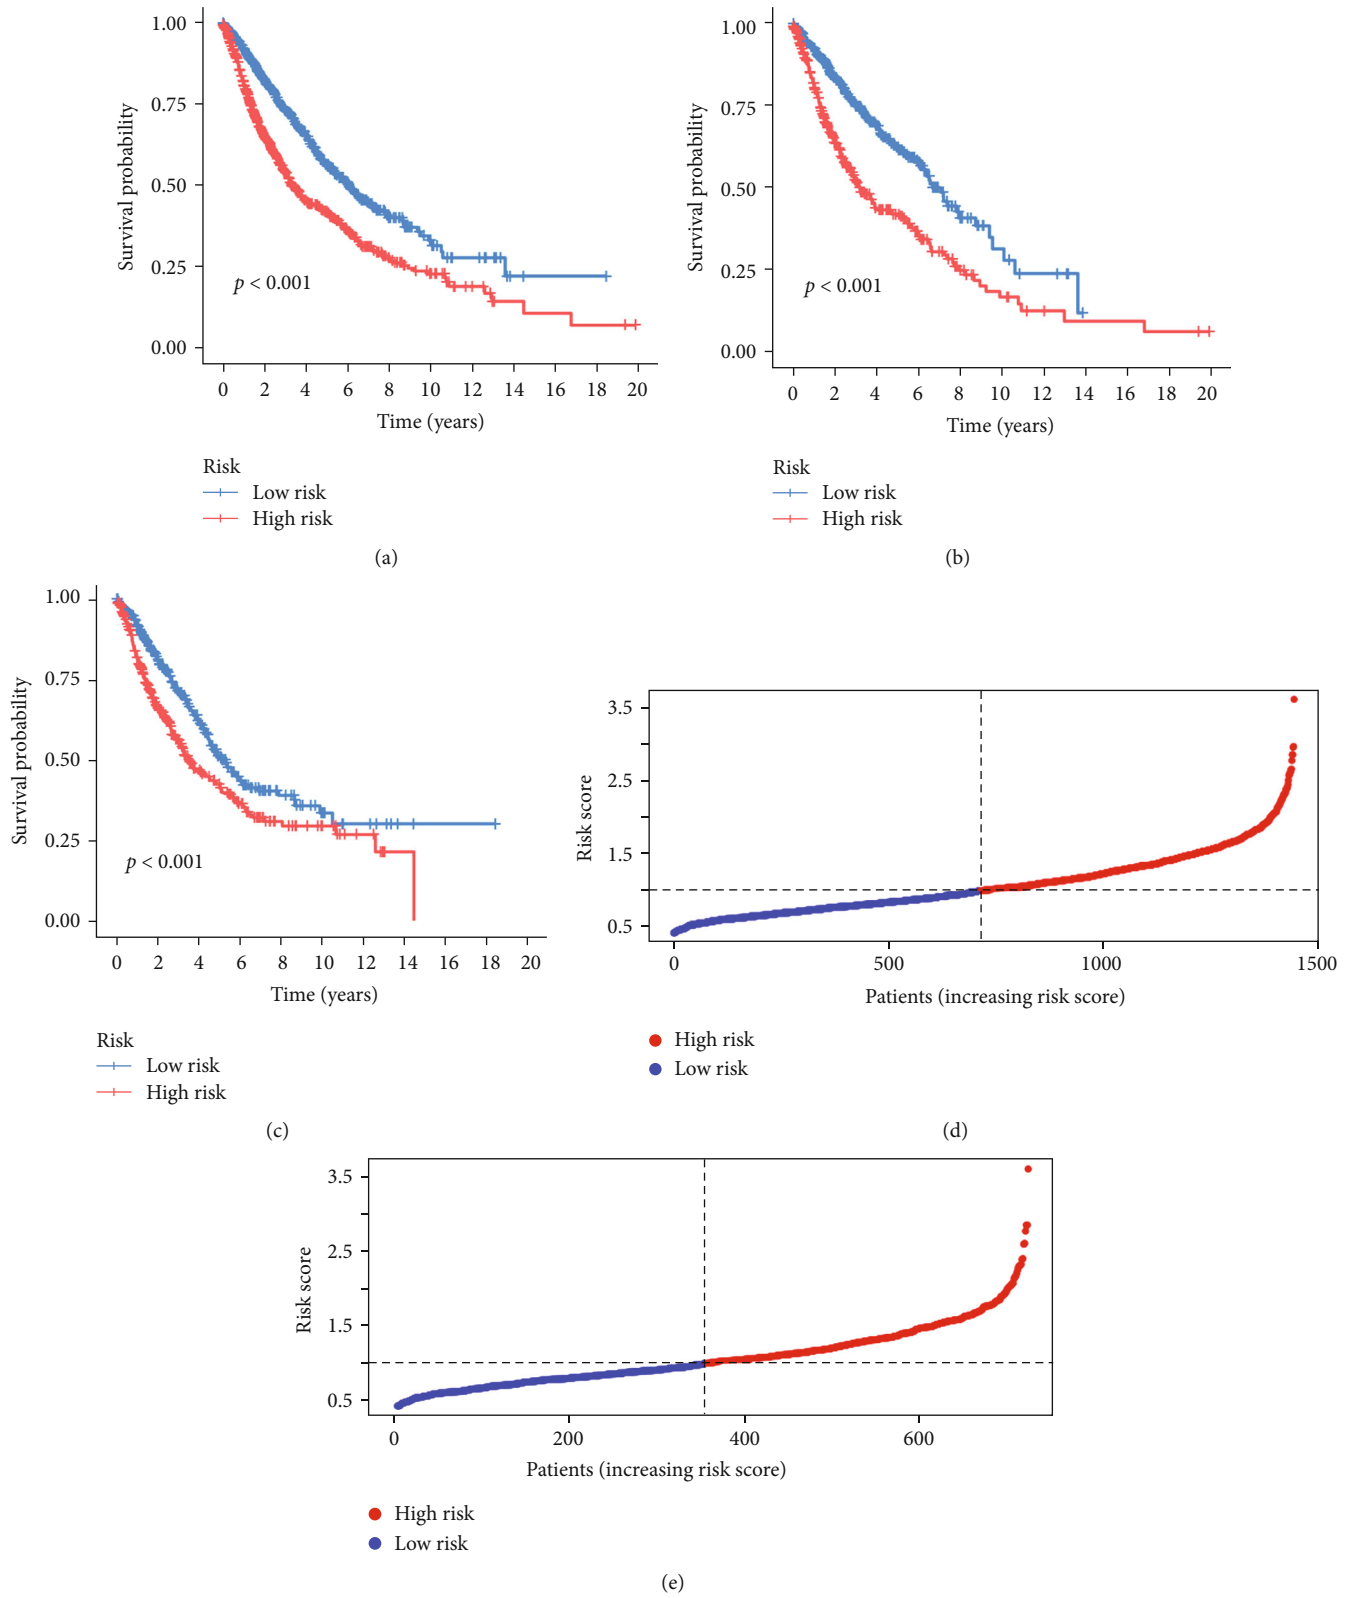 1.00
0.75
0.50
0.25
0.00
Survival probability
p < 0.001
0 2 4 6 8 10 12 14 16 18 20
Time (years)
Risk
Low risk
High risk
(a)
1.00
0.75
0.50
0.25
0.00
Survival probability
p < 0.001
0 2 4 6 8 10 12 14 16 18 20
Time (years)
Risk
Low risk
High risk
(b)
1.00
0.75
0.50
0.25
0.00
Survival probability
p < 0.001
0 2 4 6 8 10 12 14 16 18 20
Time (years)
Risk
Low risk
High risk
(c)
3.5
2.5
1.5
0.5
Risk score
0 500 1000 1500
Patients (increasing risk score)
High risk
Low risk
(d)
3.5
2.5
1.5
0.5
Risk score
0 200 400 600
Patients (increasing risk score)
High risk
Low risk
(e)